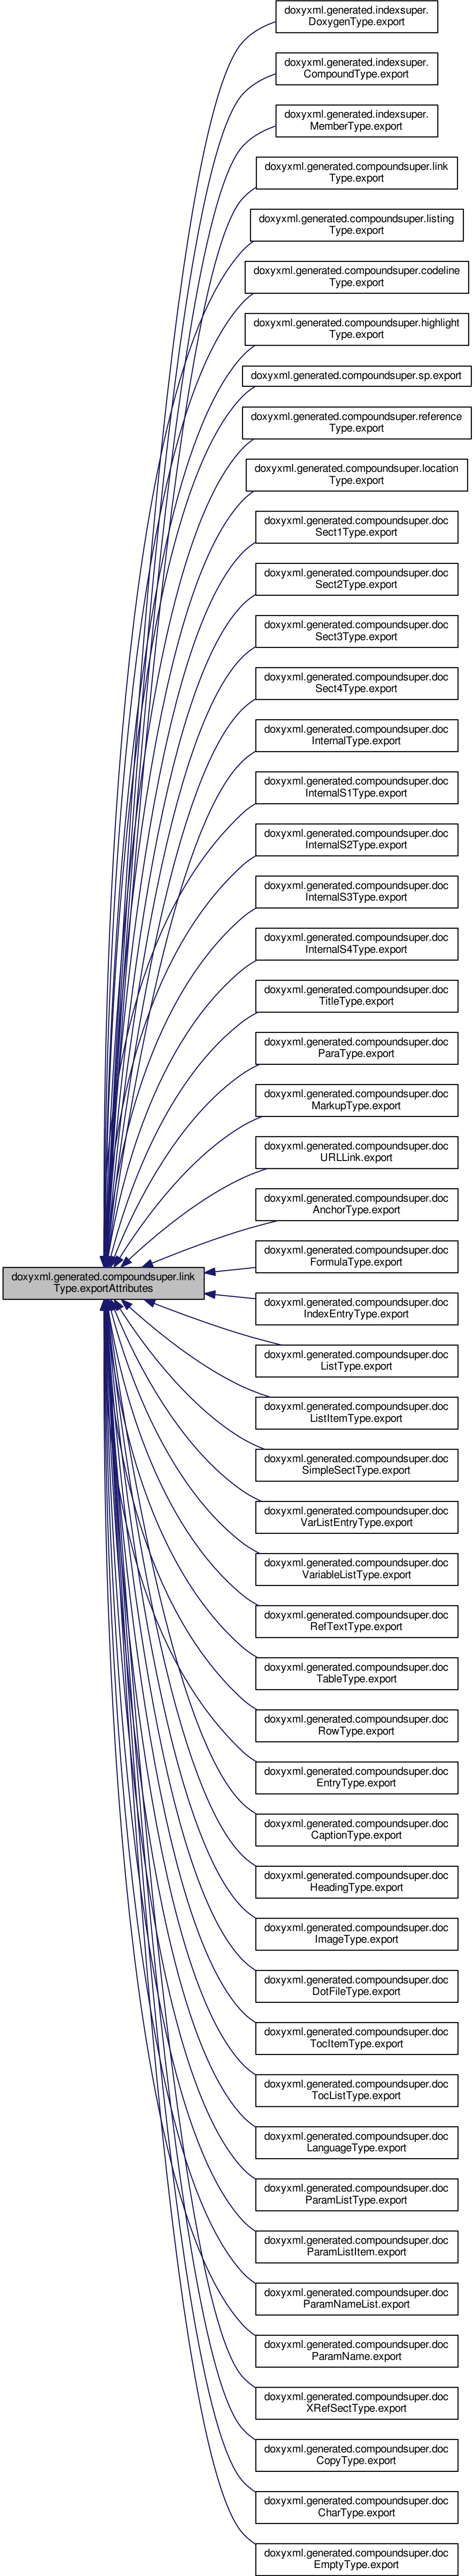 doxyxml.generated.indexsuper.
DoxygenType.export
doxyxml.generated.indexsuper.
CompoundType.export
doxyxml.generated.indexsuper.
MemberType.export
doxyxml.generated.compoundsuper.link
Type.export
doxyxml.generated.compoundsuper.listing
Type.export
doxyxml.generated.compoundsuper.codeline
Type.export
doxyxml.generated.compoundsuper.highlight
Type.export
doxyxml.generated.compoundsuper.sp.export
doxyxml.generated.compoundsuper.reference
Type.export
doxyxml.generated.compoundsuper.location
Type.export
doxyxml.generated.compoundsuper.doc
Sect1Type.export
doxyxml.generated.compoundsuper.doc
Sect2Type.export
doxyxml.generated.compoundsuper.doc
Sect3Type.export
doxyxml.generated.compoundsuper.doc
Sect4Type.export
doxyxml.generated.compoundsuper.doc
InternalType.export
doxyxml.generated.compoundsuper.doc
InternalS1Type.export
doxyxml.generated.compoundsuper.doc
InternalS2Type.export
doxyxml.generated.compoundsuper.doc
InternalS3Type.export
doxyxml.generated.compoundsuper.doc
InternalS4Type.export
doxyxml.generated.compoundsuper.doc
TitleType.export
doxyxml.generated.compoundsuper.doc
ParaType.export
doxyxml.generated.compoundsuper.doc
MarkupType.export
doxyxml.generated.compoundsuper.doc
URLLink.export
doxyxml.generated.compoundsuper.doc
AnchorType.export
doxyxml.generated.compoundsuper.doc
FormulaType.export
doxyxml.generated.compoundsuper.link
Type.exportAttributes
doxyxml.generated.compoundsuper.doc
IndexEntryType.export
doxyxml.generated.compoundsuper.doc
ListType.export
doxyxml.generated.compoundsuper.doc
ListItemType.export
doxyxml.generated.compoundsuper.doc
SimpleSectType.export
doxyxml.generated.compoundsuper.doc
VarListEntryType.export
doxyxml.generated.compoundsuper.doc
VariableListType.export
doxyxml.generated.compoundsuper.doc
RefTextType.export
doxyxml.generated.compoundsuper.doc
TableType.export
doxyxml.generated.compoundsuper.doc
RowType.export
doxyxml.generated.compoundsuper.doc
EntryType.export
doxyxml.generated.compoundsuper.doc
CaptionType.export
doxyxml.generated.compoundsuper.doc
HeadingType.export
doxyxml.generated.compoundsuper.doc
ImageType.export
doxyxml.generated.compoundsuper.doc
DotFileType.export
doxyxml.generated.compoundsuper.doc
TocItemType.export
doxyxml.generated.compoundsuper.doc
TocListType.export
doxyxml.generated.compoundsuper.doc
LanguageType.export
doxyxml.generated.compoundsuper.doc
ParamListType.export
doxyxml.generated.compoundsuper.doc
ParamListItem.export
doxyxml.generated.compoundsuper.doc
ParamNameList.export
doxyxml.generated.compoundsuper.doc
ParamName.export
doxyxml.generated.compoundsuper.doc
XRefSectType.export
doxyxml.generated.compoundsuper.doc
CopyType.export
doxyxml.generated.compoundsuper.doc
CharType.export
doxyxml.generated.compoundsuper.doc
EmptyType.export